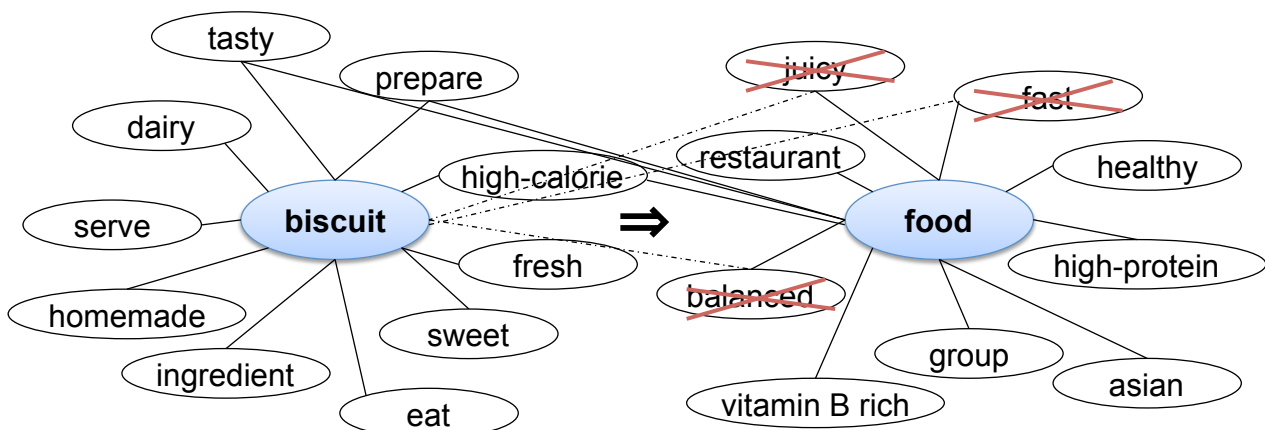 tasty
prepare
juicy
fast
dairy
restaurant
healthy
high-calorie
serve
biscuit
⇒
food
fresh
high-protein
balanced
homemade
sweet
group
ingredient
asian
eat
vitamin B rich